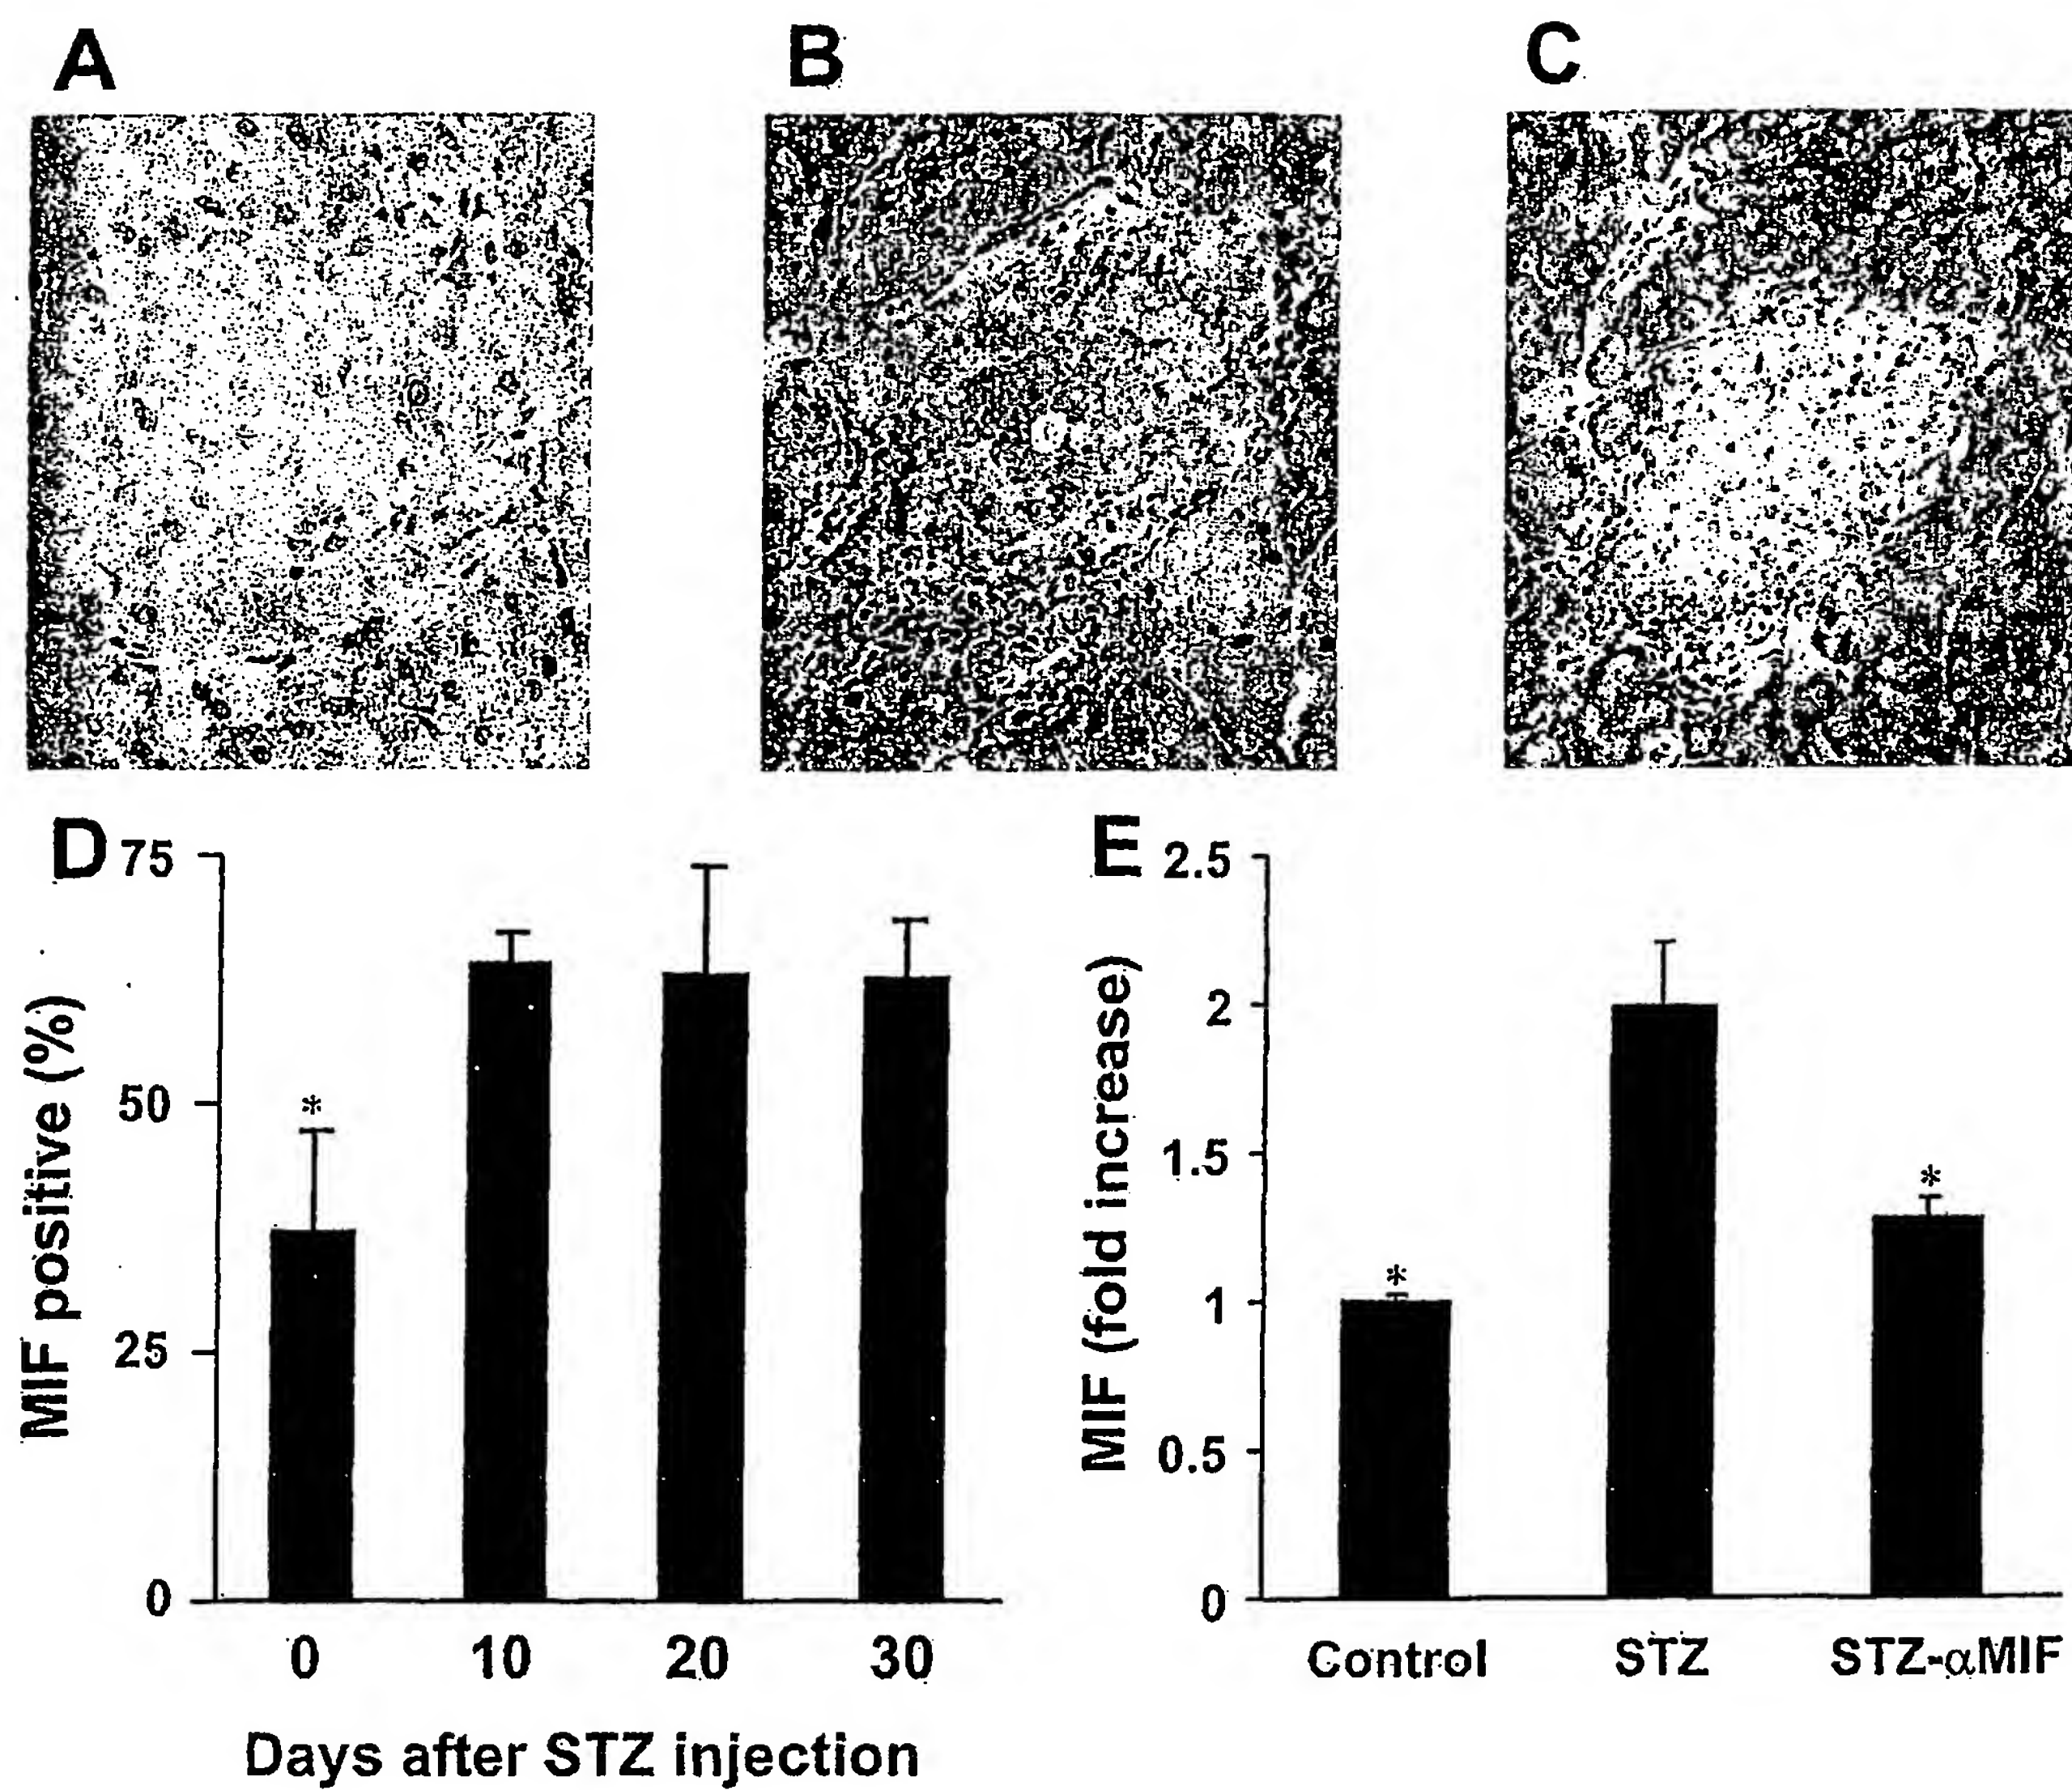 A
B
C
D
75
50
25
0
MIF positive (%)
*
0 10 20 30
Days after STZ injection
E
2.5
2
1.5
1
0.5
0
MIF (fold increase)
*
*
Control STZ STZ-αMIF